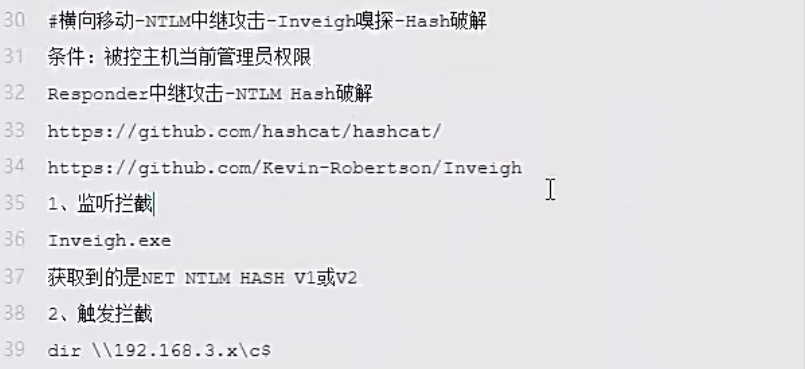 30 #横向移动-NTLM中继攻击-Inveigh嗅探-Hash破解
31 条件：被控主机当前管理员权限
32 Responder中继攻击-NTLM Hash破解
33 https://github.com/hashcat/hashcat/
34 https://github.com/Kevin-Robertson/Inveigh
35 1、监听拦截
36 Inveigh.exe
37 获取到的是NET NTLM HASH V1或V2
38 2、触发拦截
39 dir \\192.168.3.x\c$